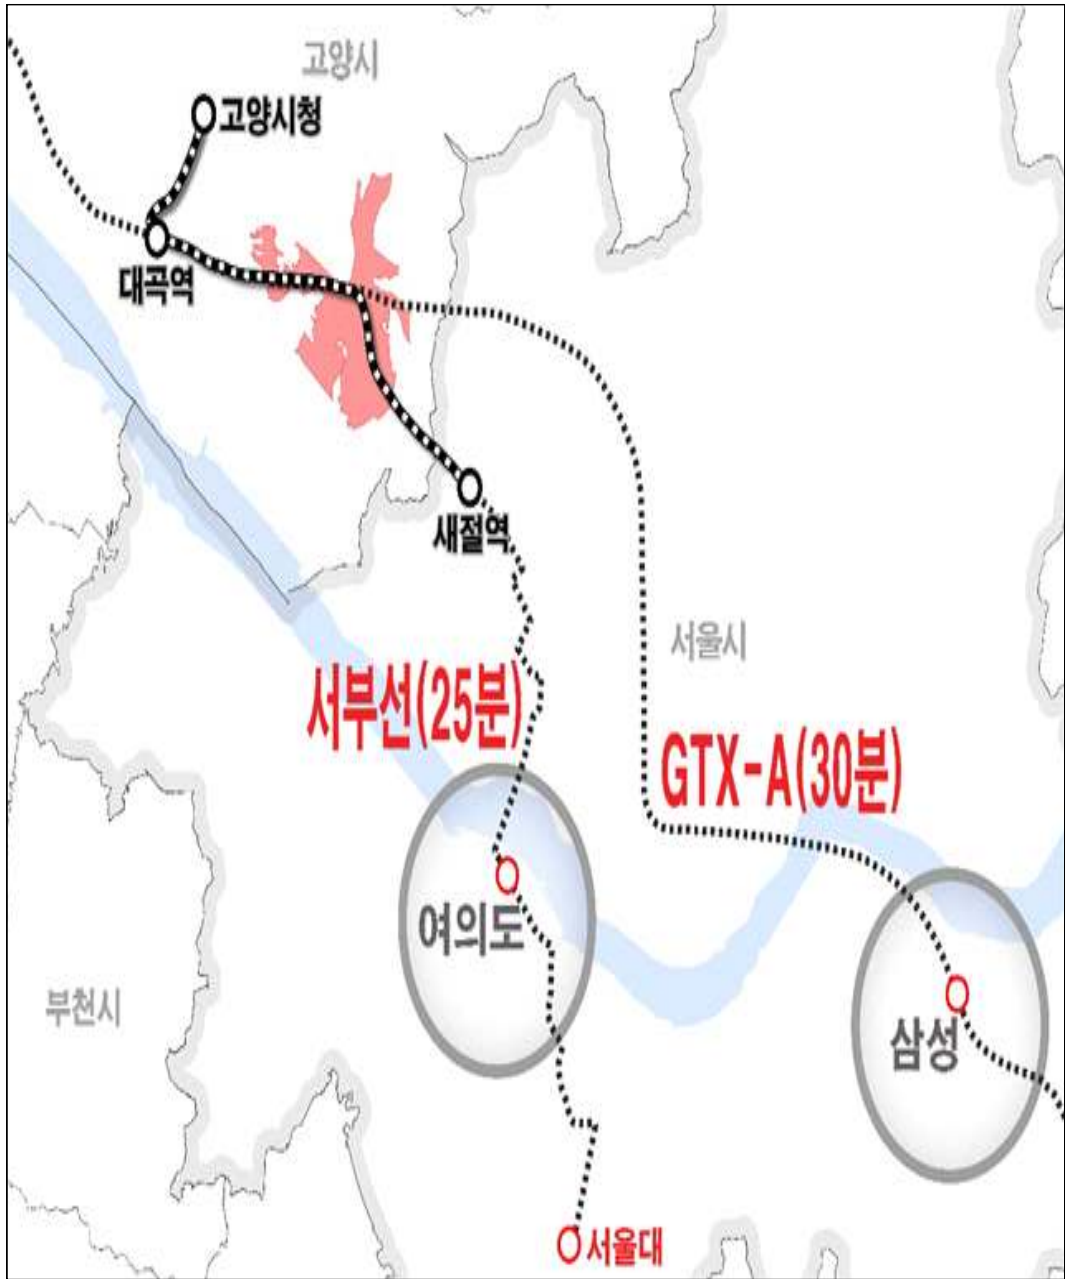 고양시
고양시청
대곡역
새절역
서울시
서부선(25분)
GTX-A(30분)
여의도
부천시
삼성
서울대